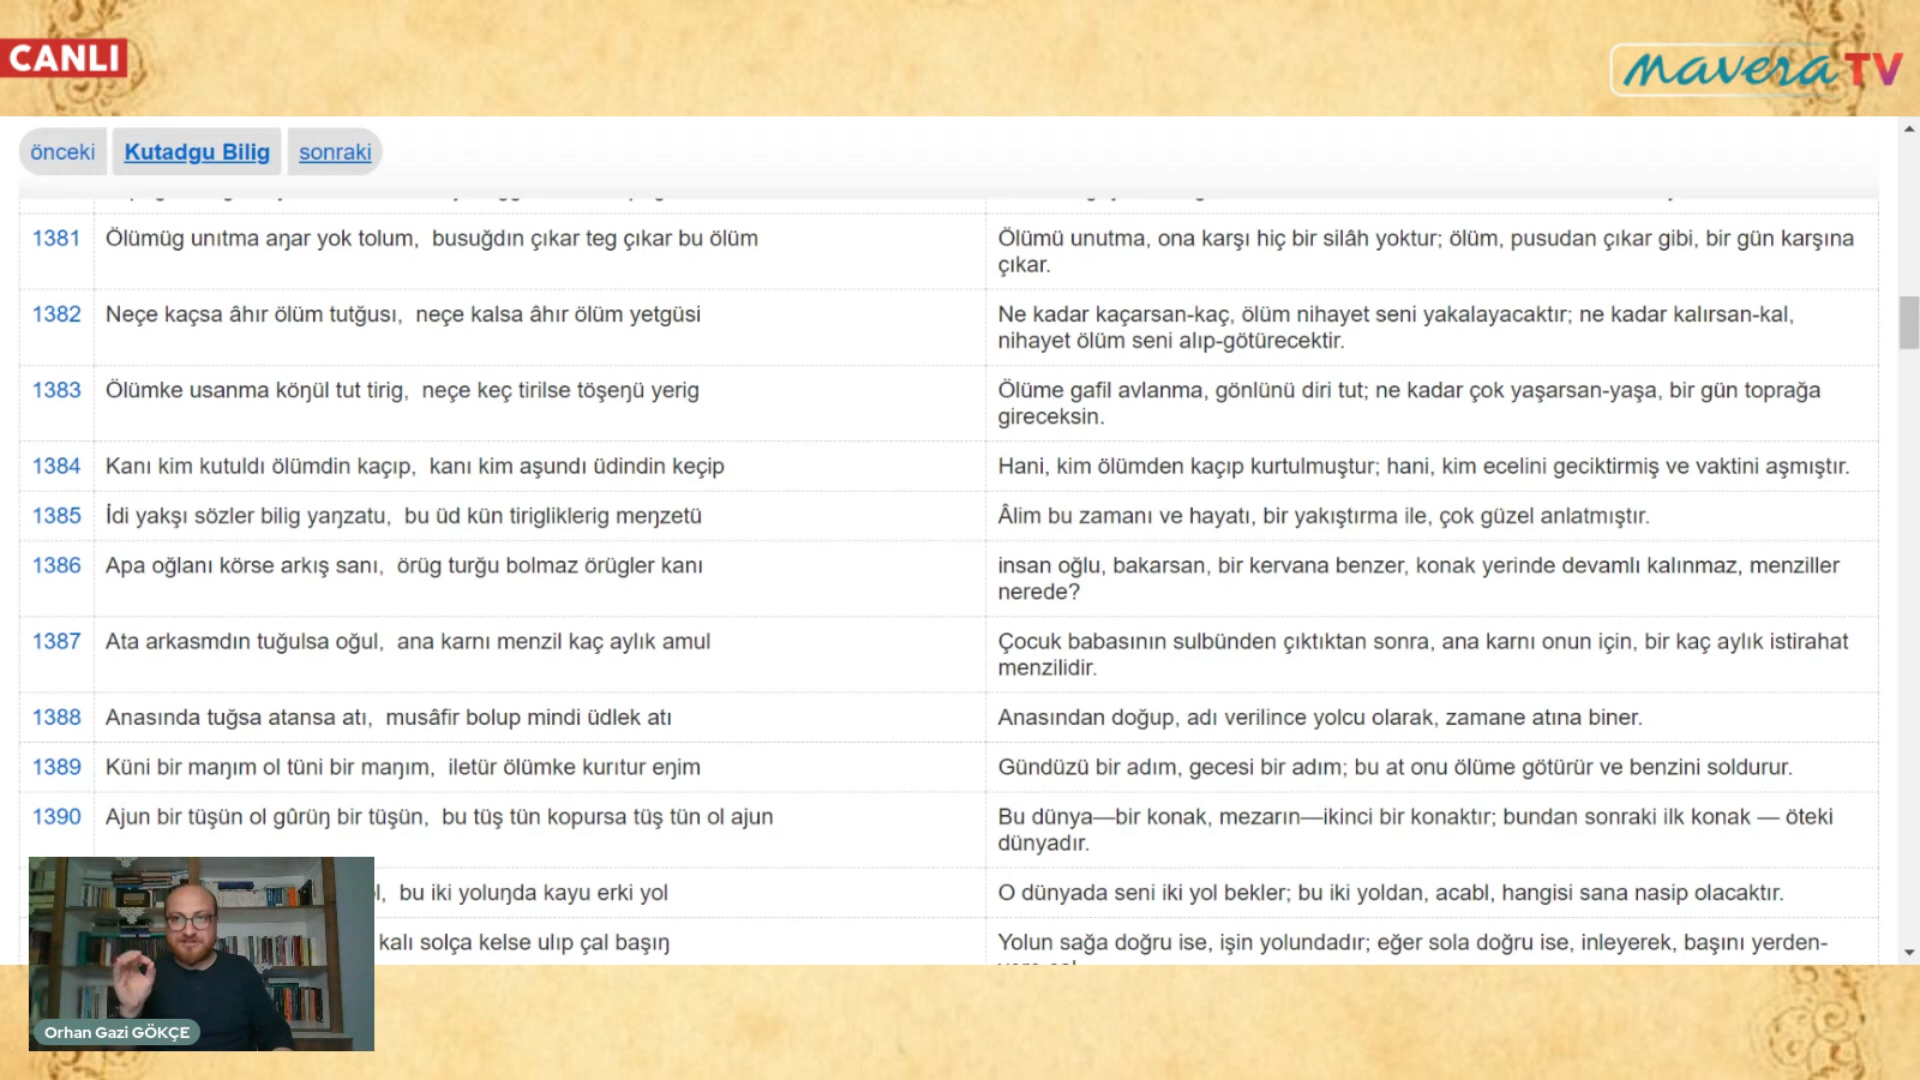 CANLI
mavera TV
önceki Kutadgu Bilig sonraki
1381 Ölümüg unıtma aŋar yok tolum, busuğdın çıkar teg çıkar bu ölüm
Ölümü unutma, ona karşı hiç bir silâh yoktur; ölüm, pusudan çıkar gibi, bir gün karşına
çıkar.
1382 Neçe kaçsa âhır ölüm tutğusı, neçe kalsa âhır ölüm yetgüsi
Ne kadar kaçarsan-kaç, ölüm nihayet seni yakalayacaktır; ne kadar kalırsan-kal,
nihayet ölüm seni alıp-götürecektir.
1383 Ölümke usanma köŋül tut tirig, neçe keç tirilse töşeŋü yerig
Ölüme gafil avlanma, gönlünü diri tut; ne kadar çok yaşarsan-yaşa, bir gün toprağa
gireceksin.
1384 Kanı kim kutuldı ölümdin kaçıp, kanı kim aşundı üdindin keçip
Hani, kim ölümden kaçıp kurtulmuştur; hani, kim ecelini geciktirmiş ve vaktini aşmıştır.
1385 İdi yakşı sözler bilig yaŋzatu, bu üd kün tirigliklerig meŋzetü
Âlim bu zamanı ve hayatı, bir yakıştırma ile, çok güzel anlatmıştır.
1386 Apa oğlanı körse arkış sanı, örüg turğu bolmaz örügler kanı
insan oğlu, bakarsan, bir kervana benzer, konak yerinde devamlı kalınmaz, menziller
nerede?
1387 Ata arkasmdın tuğulsa oğul, ana karnı menzil kaç aylık amul
Çocuk babasının sulbünden çıktıktan sonra, ana karnı onun için, bir kaç aylık istirahat
menzilidir.
1388 Anasında tuğsa atansa atı, musâfir bolup mindi üdlek atı
Anasından doğup, adı verilince yolcu olarak, zamane atına biner.
1389 Küni bir maŋım ol tüni bir maŋım, iletür ölümke kurıtur eŋim
Gündüzü bir adım, gecesi bir adım; bu at onu ölüme götürür ve benzini soldurur.
1390 Ajun bir tüşün ol gûrüŋ bir tüşün, bu tüş tün kopursa tüş tün ol ajun
Bu dünya—bir konak, mezarın—ikinci bir konaktır; bundan sonraki ilk konak — öteki
dünyadır.
l, bu iki yoluŋda kayu erki yol
O dünyada seni iki yol bekler; bu iki yoldan, acabl, hangisi sana nasip olacaktır.
kalı solça kelse ulıp çal başıŋ
Yolun sağa doğru ise, işin yolundadır; eğer sola doğru ise, inleyerek, başını yerden-
Orhan Gazi GÖKÇE